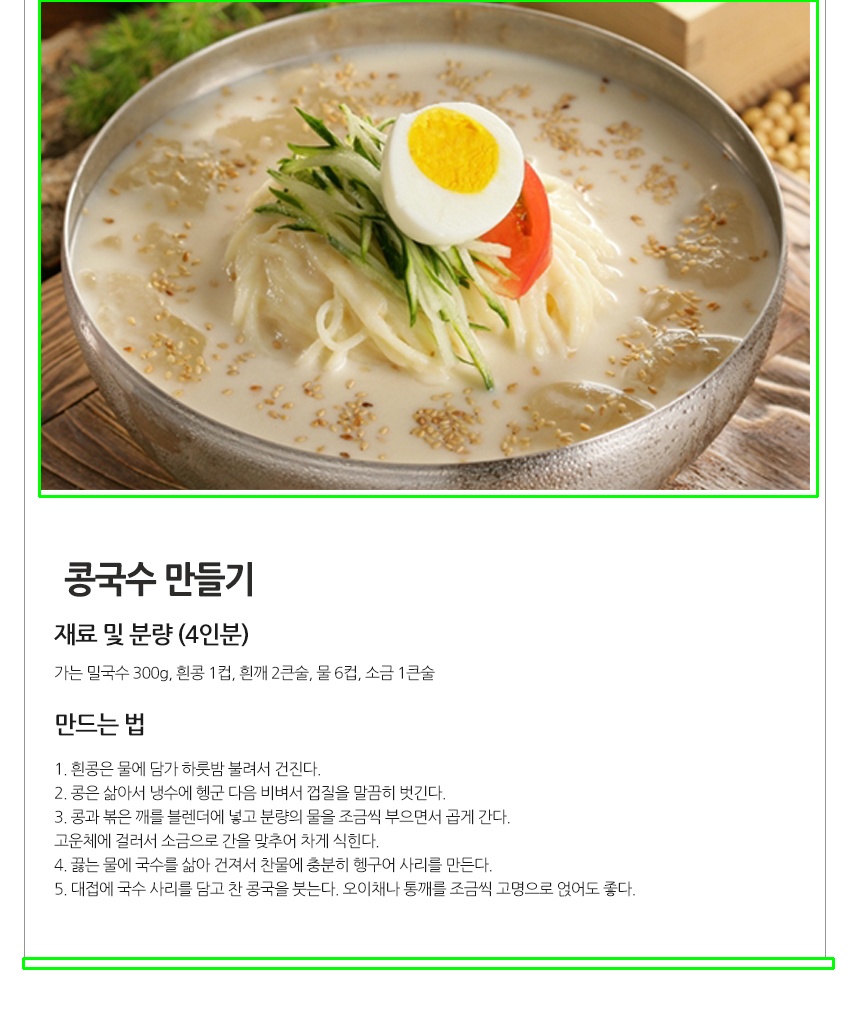 콩국수 만들기
재료 및 분량 (4인분)
가는 밀국수 300g, 흰콩 1컵, 흰깨 2큰술, 물 6컵, 소금 1큰술
만드는 법
1. 흰콩은 물에 담가 하룻밤 불려서 건진다.
2. 콩은 삶아서 냉수에 헹군 다음 비벼서 껍질을 말끔히 벗긴다.
3. 콩과 볶은 깨를 블렌더에 넣고 분량의 물을 조금씩 부으면서 곱게 간다.
고운체에 걸러서 소금으로 간을 맞추어 차게 식힌다.
4. 끓는 물에 국수를 삶아 건져서 찬물에 충분히 헹구어 사리를 만든다.
5. 대접에 국수 사리를 담고 찬 콩국을 붓는다. 오이채나 통깨를 조금씩 고명으로 얹어도 좋다.